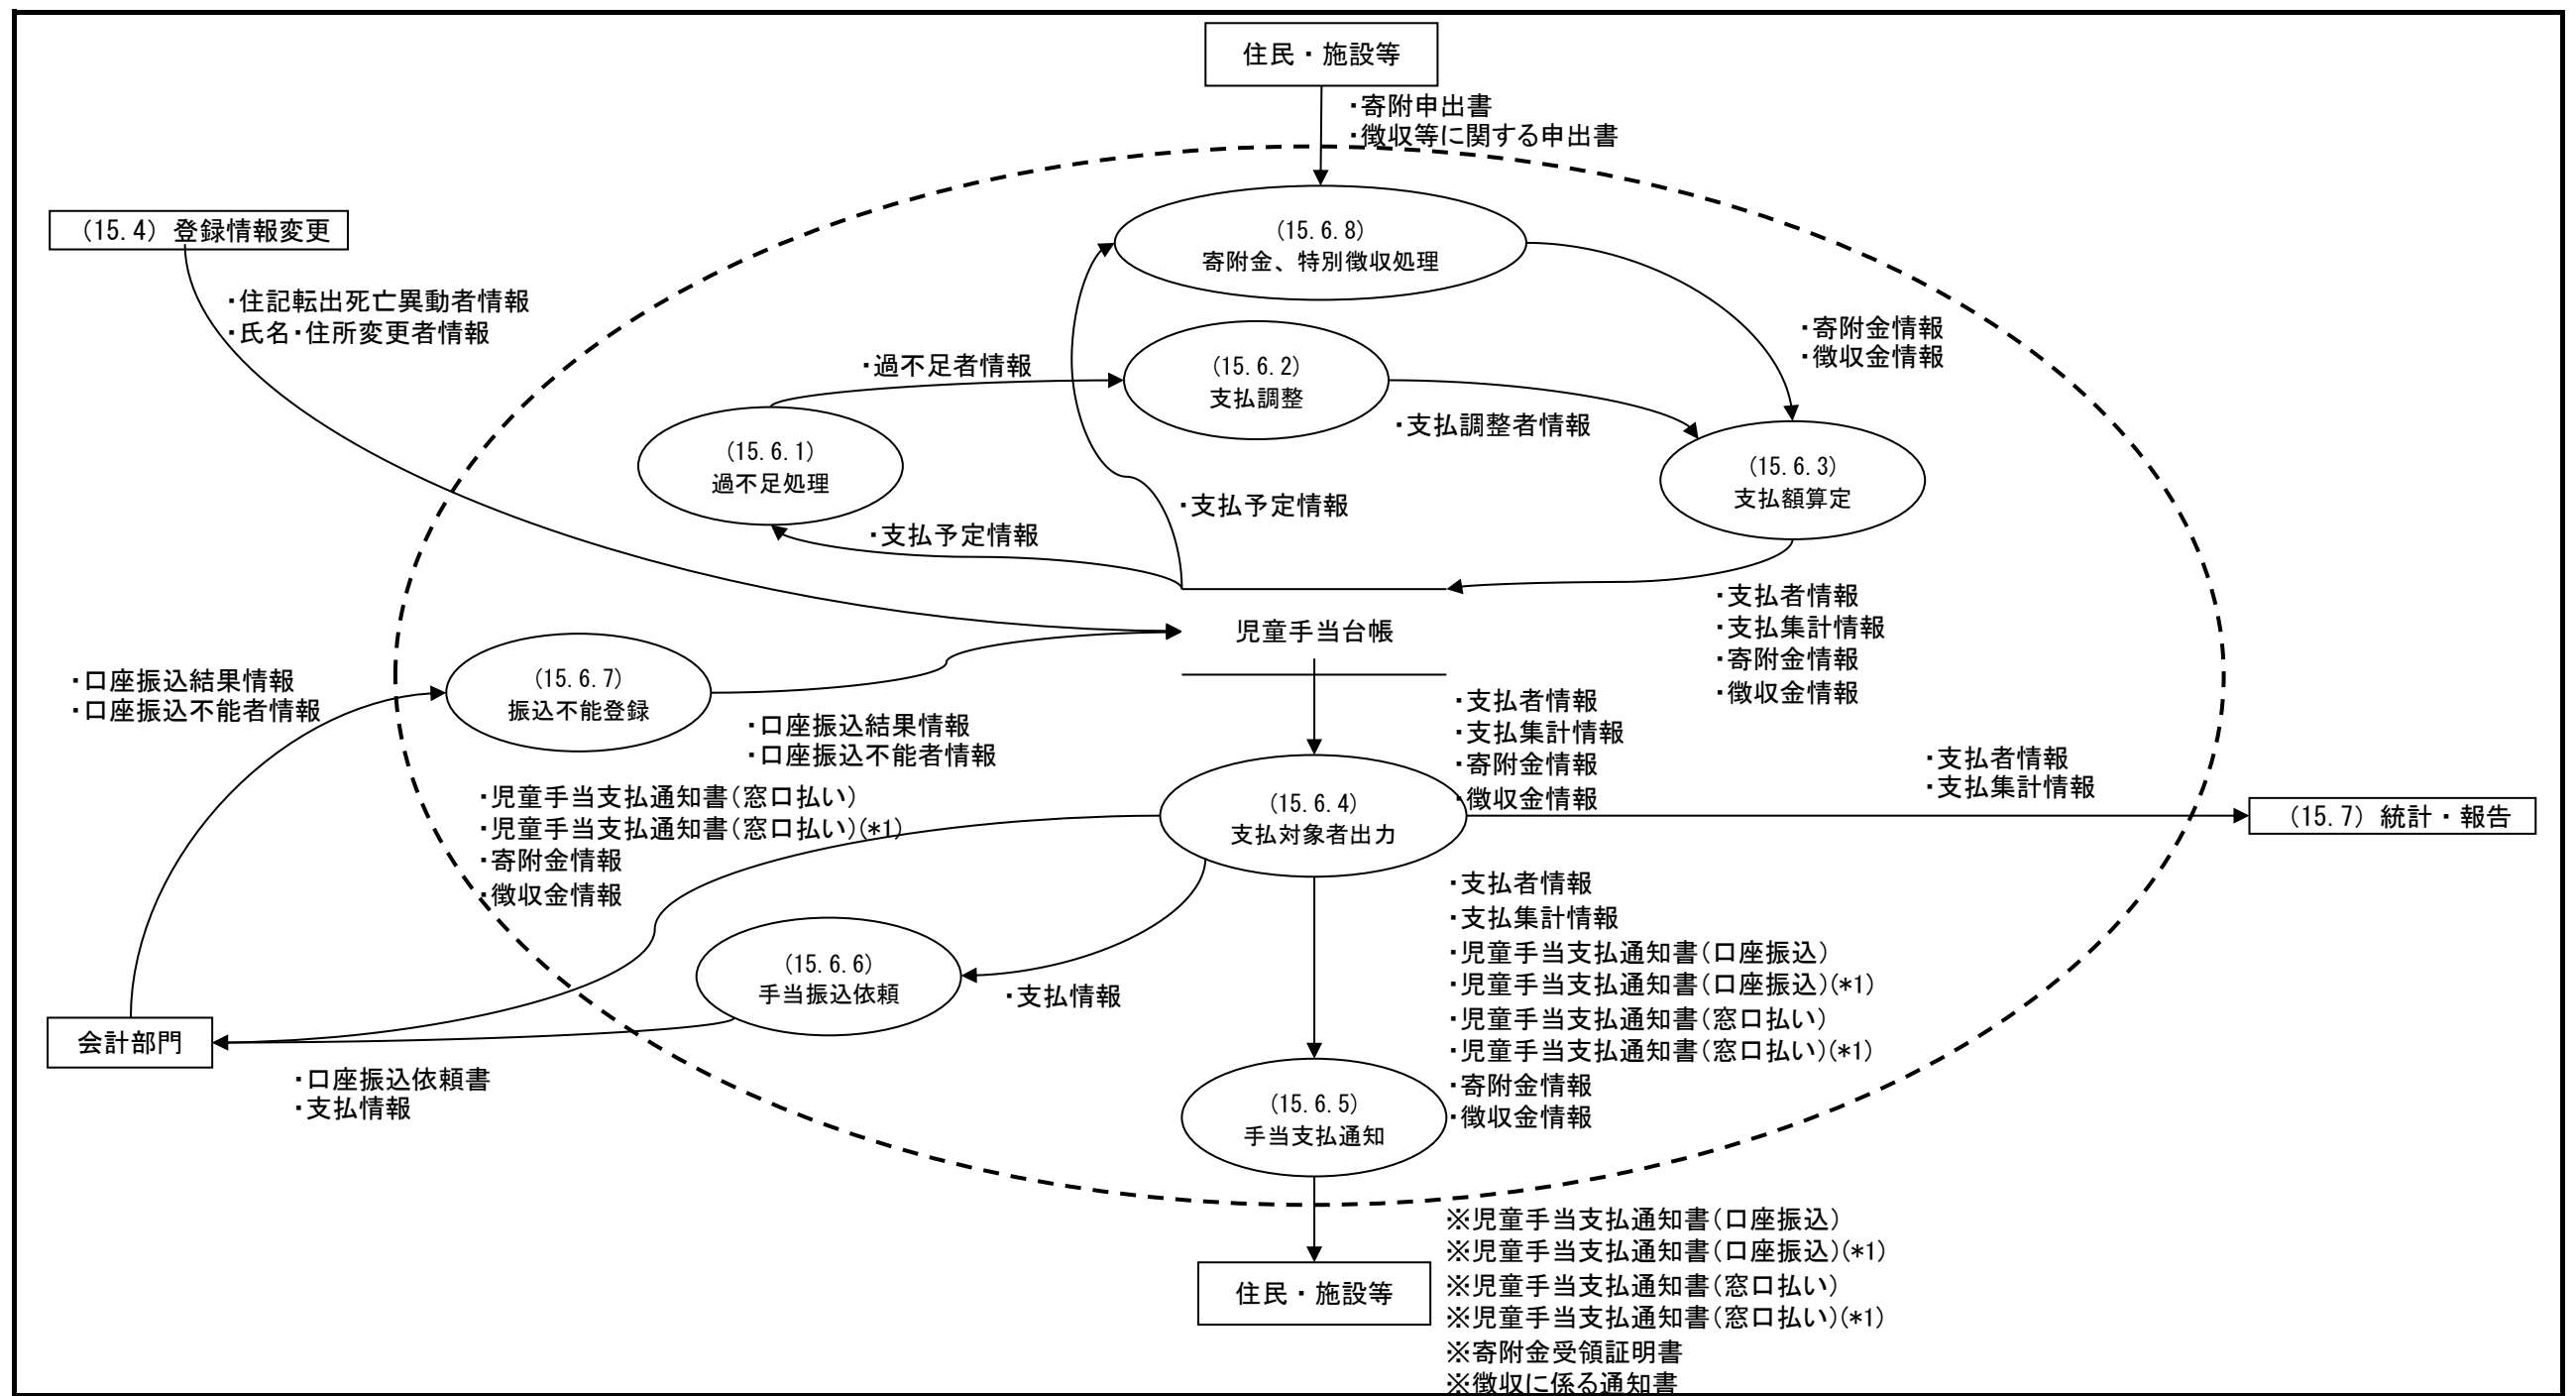 住民・施設等
・寄附申出書
・徴収等に関する申出書
（15.4）登録情報変更
・住記転出死亡異動者情報
・氏名・住所変更者情報
（15.6.8）
寄附金、特別徴収処理
・寄附金情報
・徴収金情報
・過不足者情報
（15.6.2）
支払調整
・支払調整者情報
（15.6.1）
過不足処理
（15.6.3）
支払額算定
・支払予定情報
・支払予定情報
・支払者情報
・支払集計情報
・寄附金情報
・徴収金情報
児童手当台帳
・口座振込結果情報
・口座振込不能者情報
（15.6.7）
振込不能登録
・口座振込結果情報
・口座振込不能者情報
・支払者情報
・支払集計情報
・寄附金情報
・徴収金情報
・支払者情報
・支払集計情報
・児童手当支払通知書（窓口払い）
・児童手当支払通知書（窓口払い）（*1）
・寄附金情報
・徴収金情報
（15.6.4）
支払対象者出力
（15.7）統計・報告
・支払者情報
・支払集計情報
・児童手当支払通知書（口座振込）
・児童手当支払通知書（口座振込）（*1）
・児童手当支払通知書（窓口払い）
・児童手当支払通知書（窓口払い）（*1）
・寄附金情報
・徴収金情報
（15.6.6）
手当振込依頼
・支払情報
会計部門
・口座振込依頼書
・支払情報
（15.6.5）
手当支払通知
住民・施設等
※児童手当支払通知書（口座振込）
※児童手当支払通知書（口座振込）（*1）
※児童手当支払通知書（窓口払い）
※児童手当支払通知書（窓口払い）（*1）
※寄附金受領証明書
※徴収に係る通知書